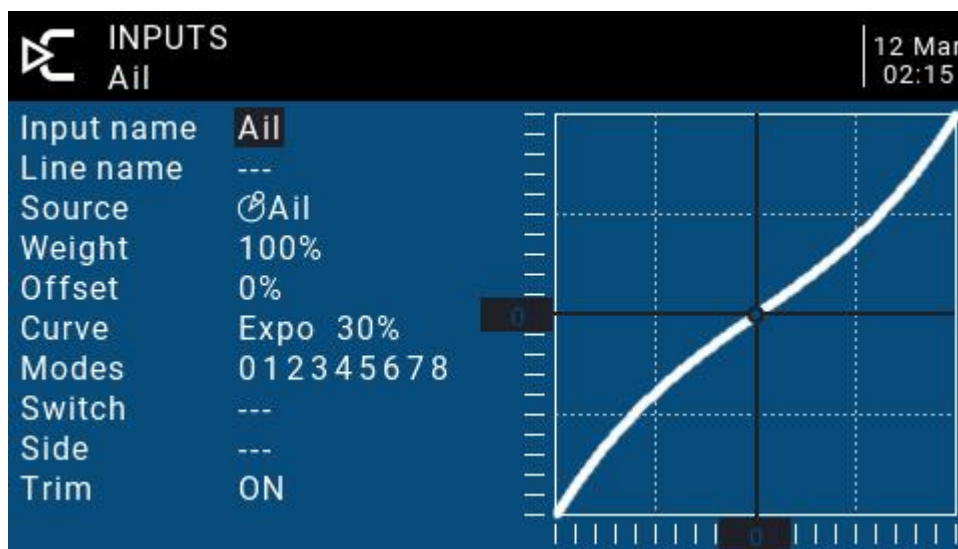 INPUTS
Ail
12 Mar
02:15
Input name Ail
Line name ---
Source Ail
Weight 100%
Offset 0%
Curve Expo 30%
Modes 012345678
Switch ---
Side ---
Trim ON
0
0